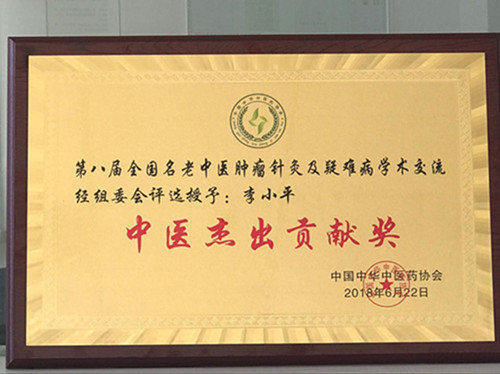 第八届全国名老中医肿瘤针灸及疑难病学术交流
经组委会评选授予：李小平
中医杰出贡献奖
中国中华中医药协会
2018年6月22日